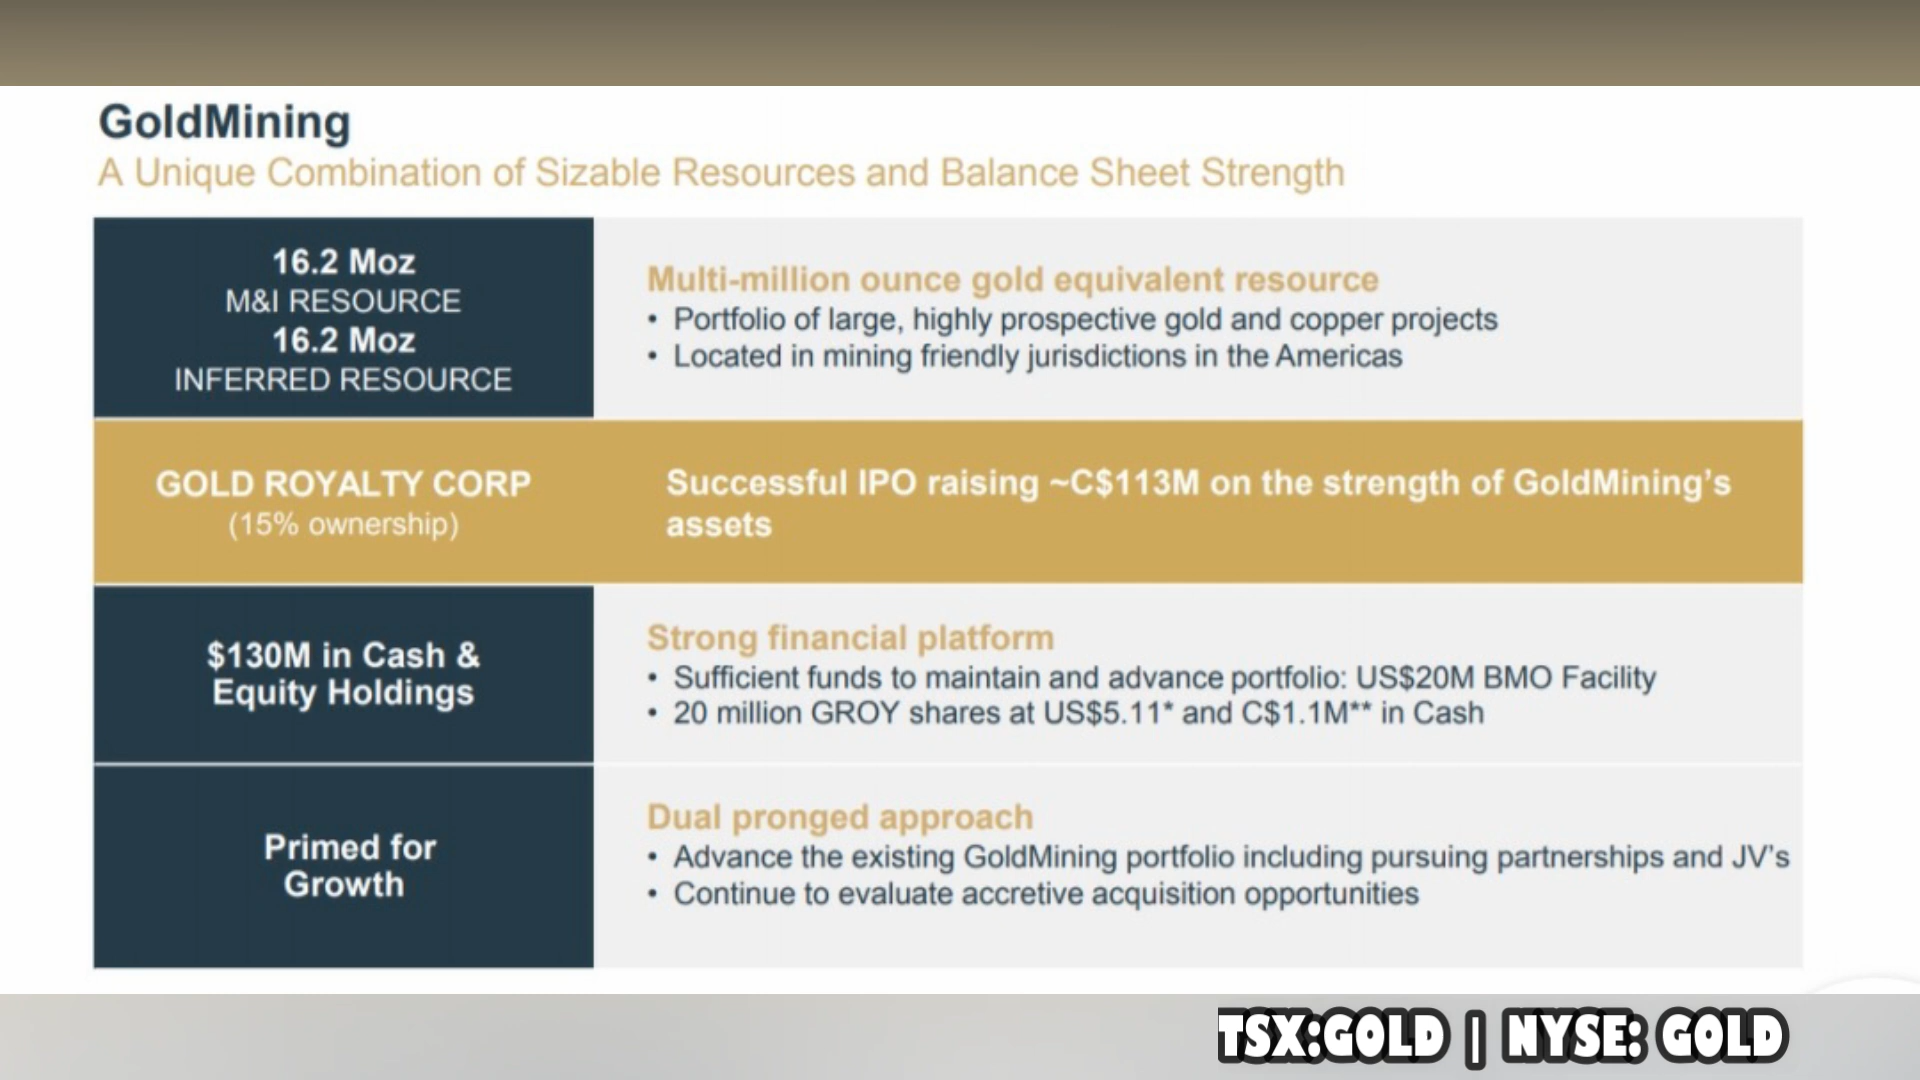 GoldMining
A Unique Combination of Sizable Resources and Balance Sheet Strength
16.2 Moz
M&I RESOURCE
16.2 Moz
INFERRED RESOURCE
Multi-million ounce gold equivalent resource
• Portfolio of large, highly prospective gold and copper projects
• Located in mining friendly jurisdictions in the Americas
GOLD ROYALTY CORP
(15% ownership)
Successful IPO raising ~C$113M on the strength of GoldMining's
assets
$130M in Cash &
Equity Holdings
Strong financial platform
• Sufficient funds to maintain and advance portfolio: US$20M BMO Facility
• 20 million GROY shares at US$5.11* and C$1.1M** in Cash
Primed for
Growth
Dual pronged approach
• Advance the existing GoldMining portfolio including pursuing partnerships and JV's
• Continue to evaluate accretive acquisition opportunities
TSX:GOLD | NYSE: GOLD